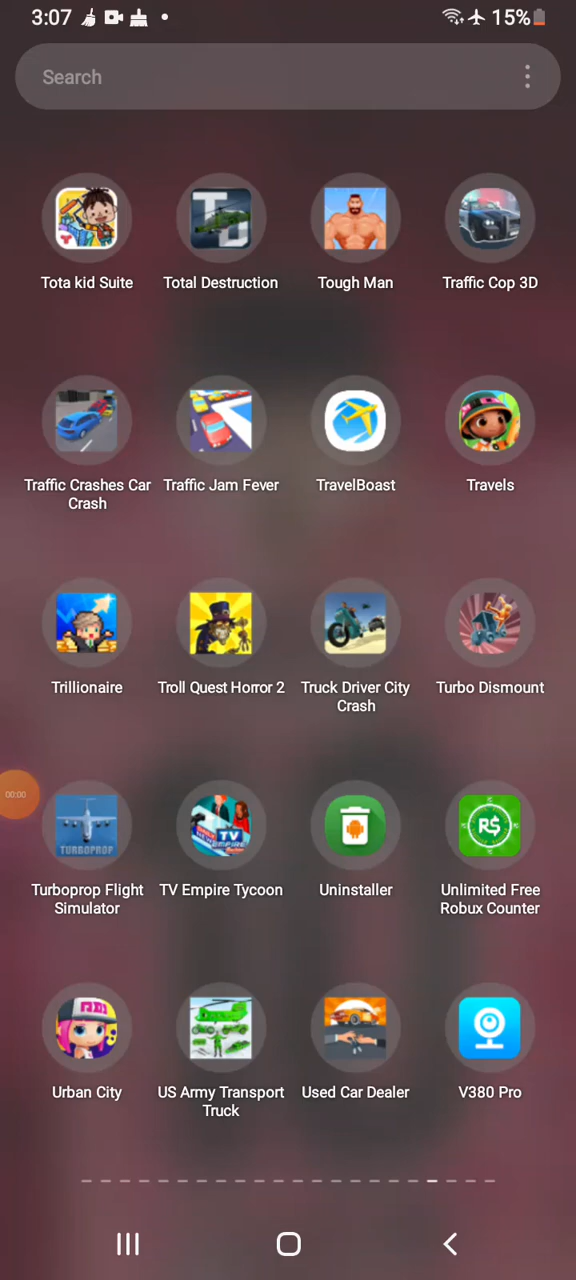 3:07
15%
Search
Tota kid Suite
Total Destruction
Tough Man
Traffic Cop 3D
Traffic Crashes Car
Crash
Traffic Jam Fever
TravelBoast
Travels
Trillionaire
Troll Quest Horror 2
Truck Driver City
Crash
Turbo Dismount
00:00
TURBOPROP
TV
R$
Turboprop Flight
Simulator
TV Empire Tycoon
Uninstaller
Unlimited Free
Robux Counter
Urban City
US Army Transport
Truck
Used Car Dealer
V380 Pro